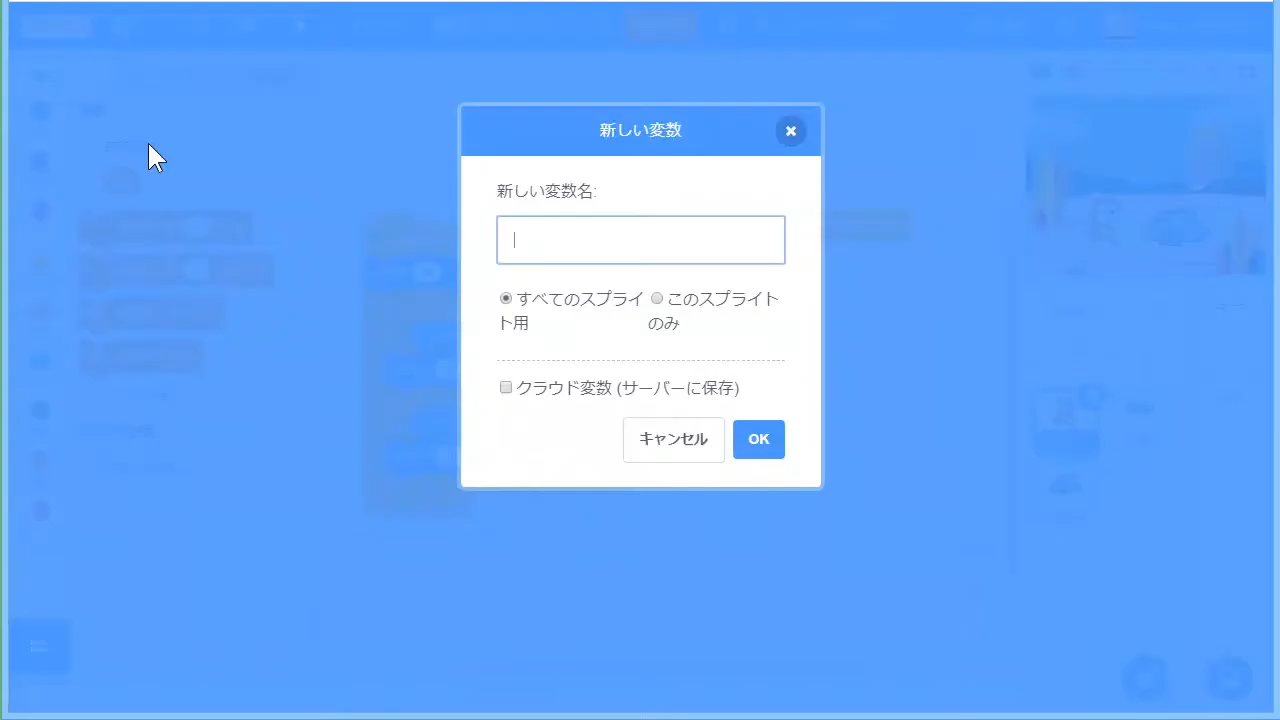 新しい変数
新しい変数名:
すべてのスプライ
ト用
このスプライト
のみ
クラウド変数 (サーバーに保存)
キャンセル
OK